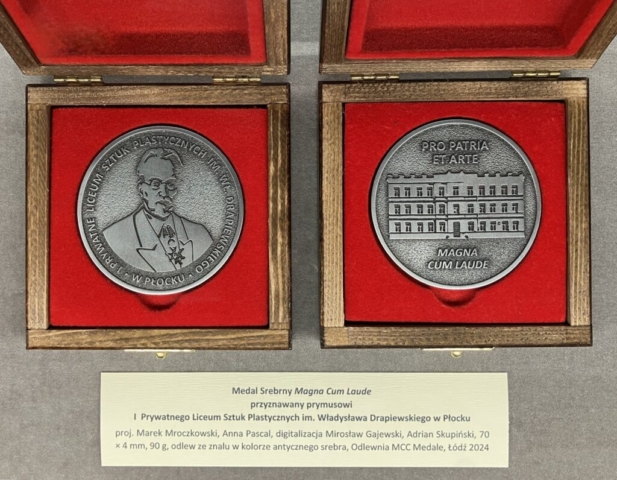 I PRYWATNE LICEUM SZTUK PLASTYCZNYCH IM. WŁ. DRAPIEWSKIEGO
• W PŁOCKU •
PRO PATRIA
ET ARTE
MAGNA
CUM LAUDE
Medal Srebrny Magna Cum Laude
przyznawany prymusowi
I Prywatnego Liceum Sztuk Plastycznych im. Władysława Drapiewskiego w Płocku
proj. Marek Mroczkowski, Anna Pascal, digitalizacja Mirosław Gajewski, Adrian Skupiński, 70
× 4 mm, 90 g, odlew ze znalu w kolorze antycznego srebra, Odlewnia MCC Medale, Łódź 2024